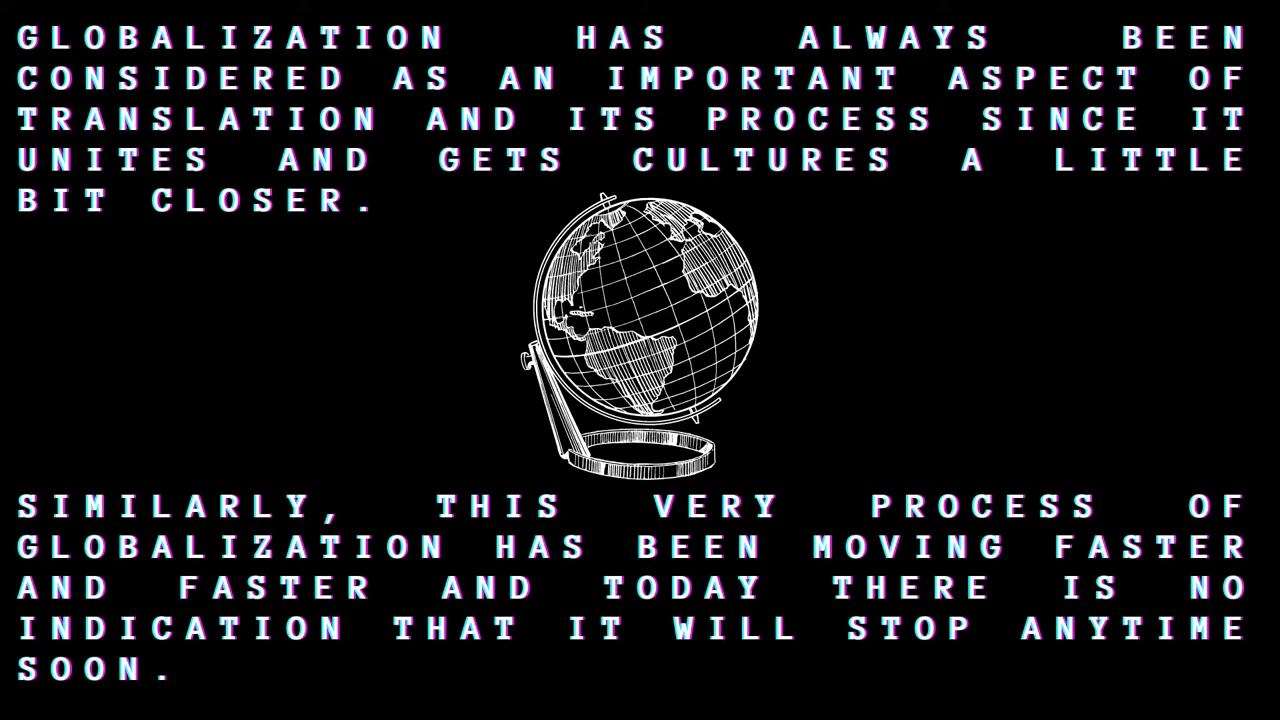 GLOBALIZATION HAS ALWAYS BEEN
CONSIDERED AS AN IMPORTANT ASPECT OF
TRANSLATION AND ITS PROCESS SINCE IT
UNITES AND GETS CULTURES A LITTLE
BIT CLOSER.
SIMILARLY, THIS VERY PROCESS OF
GLOBALIZATION HAS BEEN MOVING FASTER
AND FASTER AND TODAY THERE IS NO
INDICATION THAT IT WILL STOP ANYTIME
SOON.